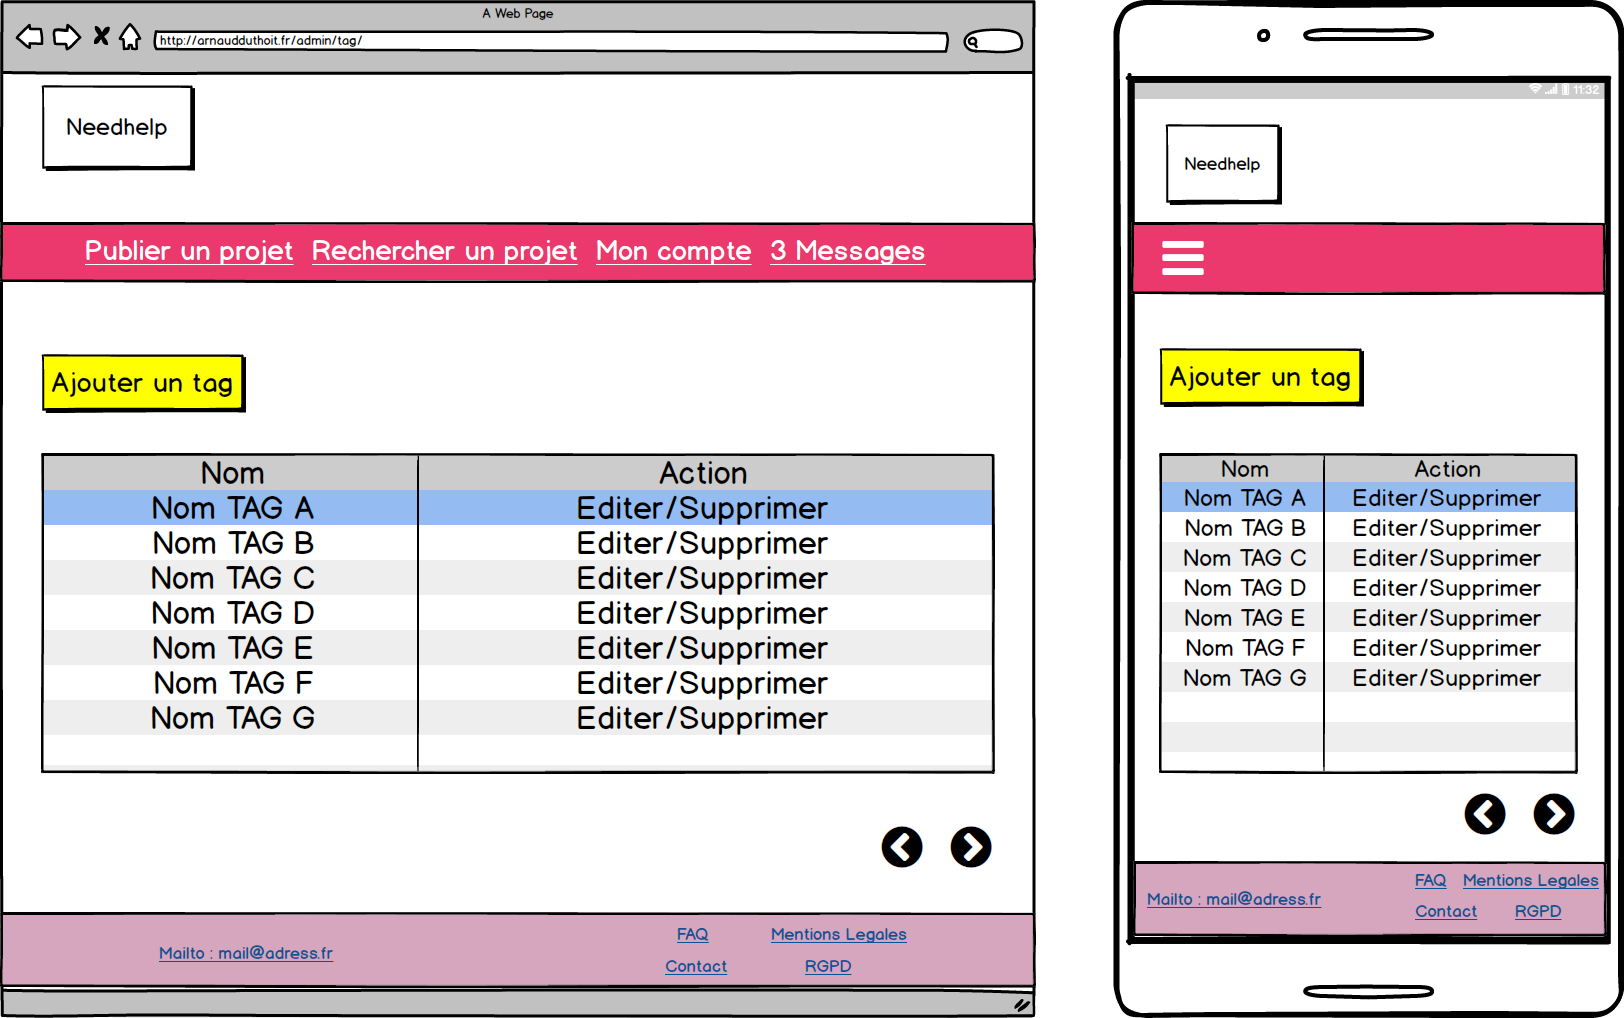 A Web Page
http://arnaudduthoit.fr/admin/tag/
Needhelp
Publier un projet Rechercher un projet Mon compte 3 Messages
Ajouter un tag
Nom Action
Nom TAG A Editer/Supprimer
Nom TAG B Editer/Supprimer
Nom TAG C Editer/Supprimer
Nom TAG D Editer/Supprimer
Nom TAG E Editer/Supprimer
Nom TAG F Editer/Supprimer
Nom TAG G Editer/Supprimer
FAQ Mentions Legales
Mailto : mail@adress.fr
Contact RGPD
11:32
Needhelp
Ajouter un tag
Nom Action
Nom TAG A Editer/Supprimer
Nom TAG B Editer/Supprimer
Nom TAG C Editer/Supprimer
Nom TAG D Editer/Supprimer
Nom TAG E Editer/Supprimer
Nom TAG F Editer/Supprimer
Nom TAG G Editer/Supprimer
FAQ Mentions Legales
Mailto : mail@adress.fr
Contact RGPD